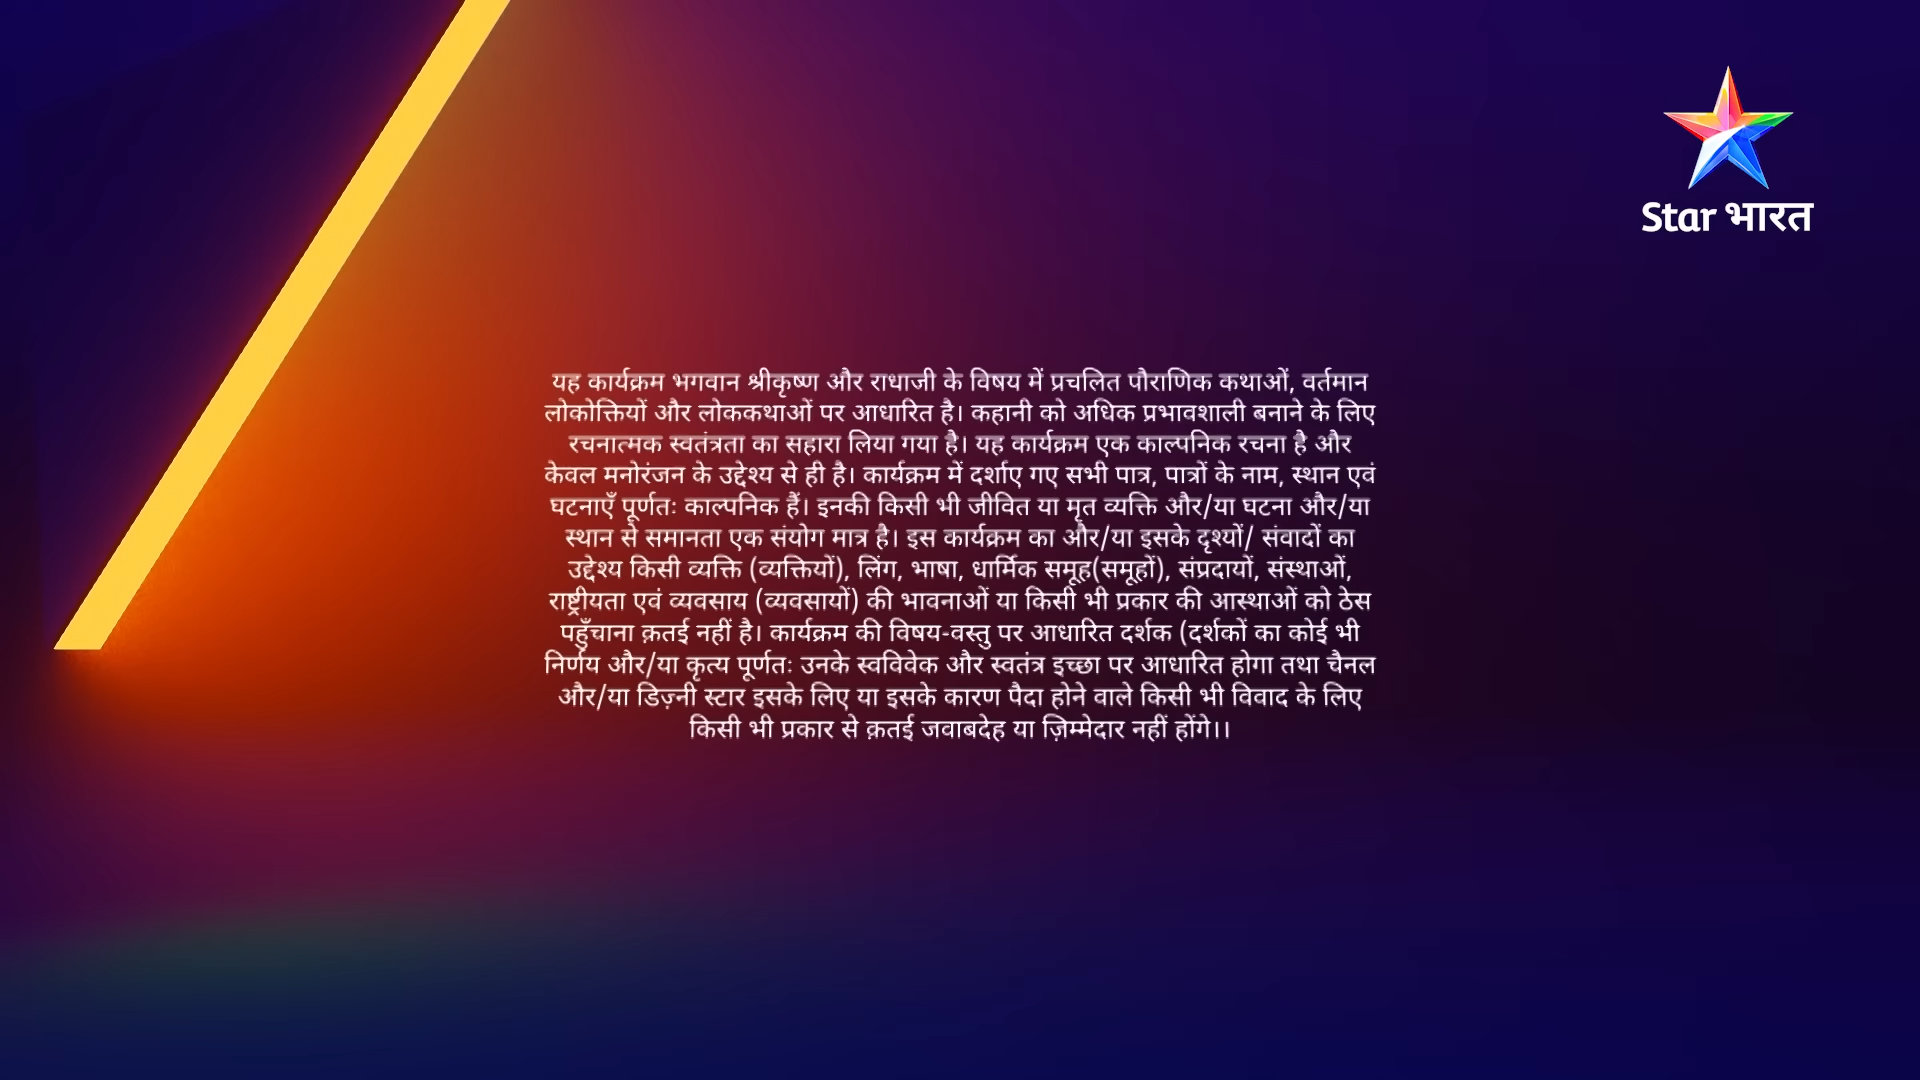 Star भारत
यह कार्यक्रम भगवान श्रीकृष्ण और राधाजी के विषय में प्रचलित पौराणिक कथाओं, वर्तमान
लोकोक्तियों और लोककथाओं पर आधारित है। कहानी को अधिक प्रभावशाली बनाने के लिए
रचनात्मक स्वतंत्रता का सहारा लिया गया है। यह कार्यक्रम एक काल्पनिक रचना है और
केवल मनोरंजन के उद्देश्य से ही है। कार्यक्रम में दर्शाए गए सभी पात्र, पात्रों के नाम, स्थान एवं
घटनाएँ पूर्णतः काल्पनिक हैं। इनकी किसी भी जीवित या मृत व्यक्ति और/या घटना और/या
स्थान से समानता एक संयोग मात्र है। इस कार्यक्रम का और/या इसके दृश्यों/ संवादों का
उद्देश्य किसी व्यक्ति (व्यक्तियों), लिंग, भाषा, धार्मिक समूह(समूहों), संप्रदायों, संस्थाओं,
राष्ट्रीयता एवं व्यवसाय (व्यवसायों) की भावनाओं या किसी भी प्रकार की आस्थाओं को ठेस
पहुँचाना क़तई नहीं है। कार्यक्रम की विषय-वस्तु पर आधारित दर्शक (दर्शकों का कोई भी
निर्णय और/या कृत्य पूर्णतः उनके स्वविवेक और स्वतंत्र इच्छा पर आधारित होगा तथा चैनल
और/या डिज़्नी स्टार इसके लिए या इसके कारण पैदा होने वाले किसी भी विवाद के लिए
किसी भी प्रकार से क़तई जवाबदेह या ज़िम्मेदार नहीं होंगे।।